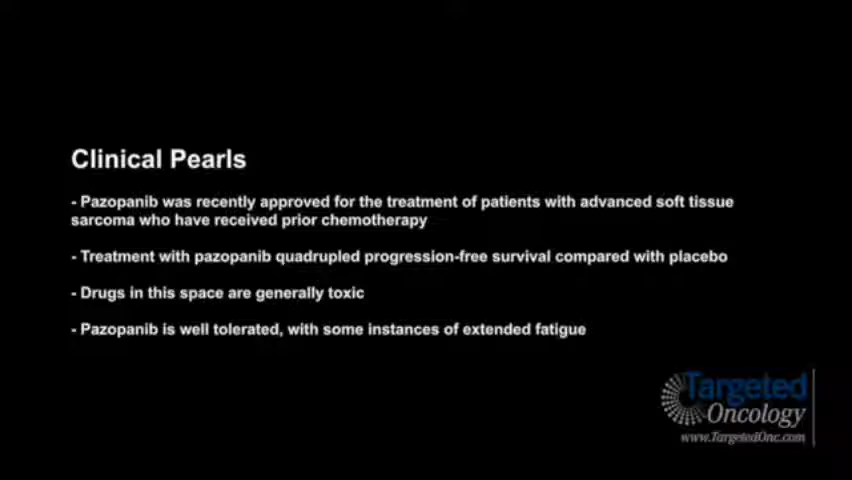 Clinical Pearls
- Pazopanib was recently approved for the treatment of patients with advanced soft tissue
sarcoma who have received prior chemotherapy
- Treatment with pazopanib quadrupled progression-free survival compared with placebo
- Drugs in this space are generally toxic
- Pazopanib is well tolerated, with some instances of extended fatigue
Targeted
Oncology
www.TargetedOnc.com